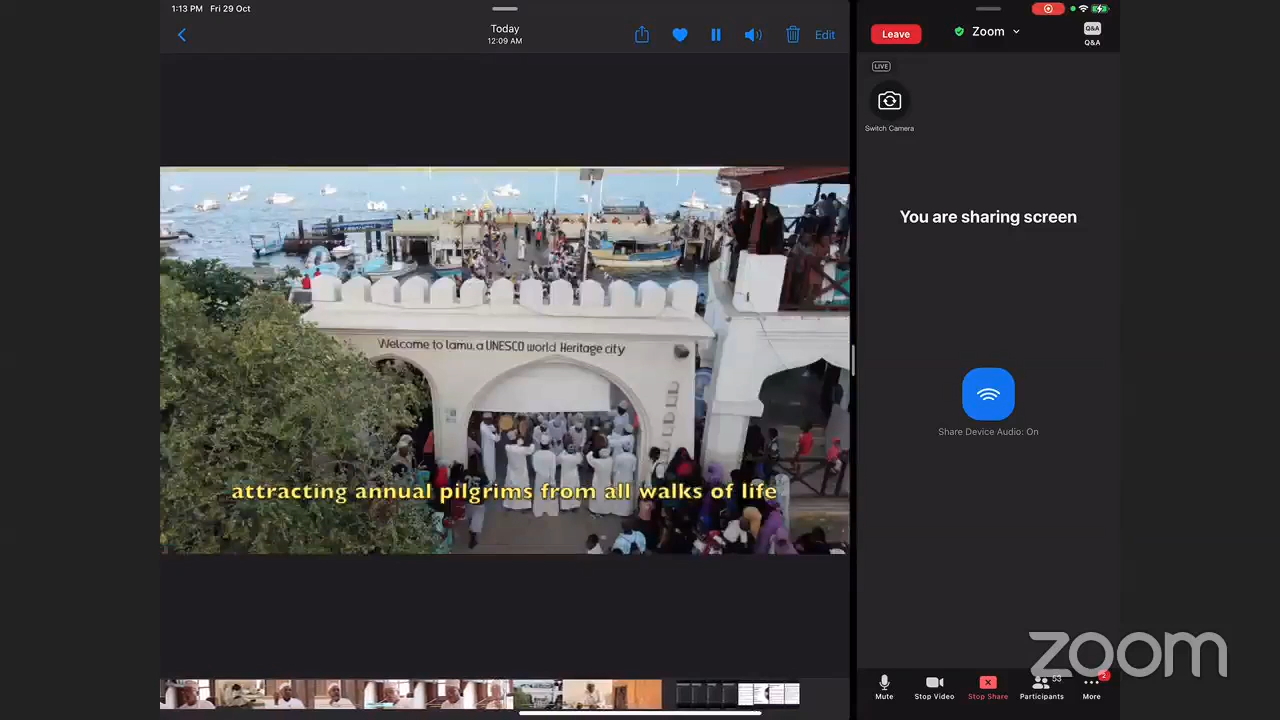 1:13 PM Fri 29 Oct
Today
12:09 AM
Edit
Leave
Zoom
Q&A
Q&A
LIVE
Switch Camera
You are sharing screen
Welcome to lamu, a UNESCO world Heritage city
attracting annual pilgrims from all walks of life
Share Device Audio: On
zoom
53
2
Mute
Stop Video
Stop Share
Participants
More